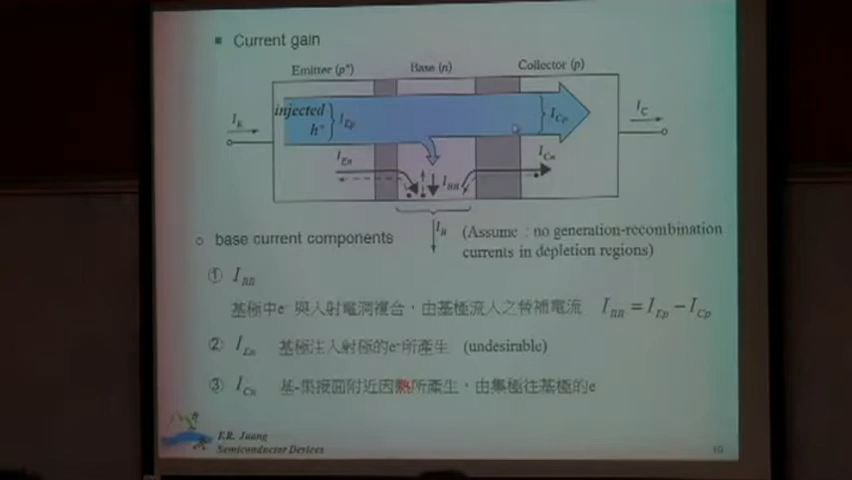 ■ Current gain
Emitter (p⁺) Base (n) Collector (p)
injected
h⁺ } I_Ep } I_Cp
I_E I_C
I_En I_Cn
I_BB
I_B
(Assume : no generation-recombination
currents in depletion regions)
○ base current components
① I_BB
基極中e⁻ 與入射電洞複合，由基極流入之替補電流 I_BB = I_Ep − I_Cp
② I_En 基極注入射極的e⁻所產生 (undesirable)
③ I_Cn 基-集接面附近因熱所產生，由集極往基極的e
Juang
Semiconductor Devices
10